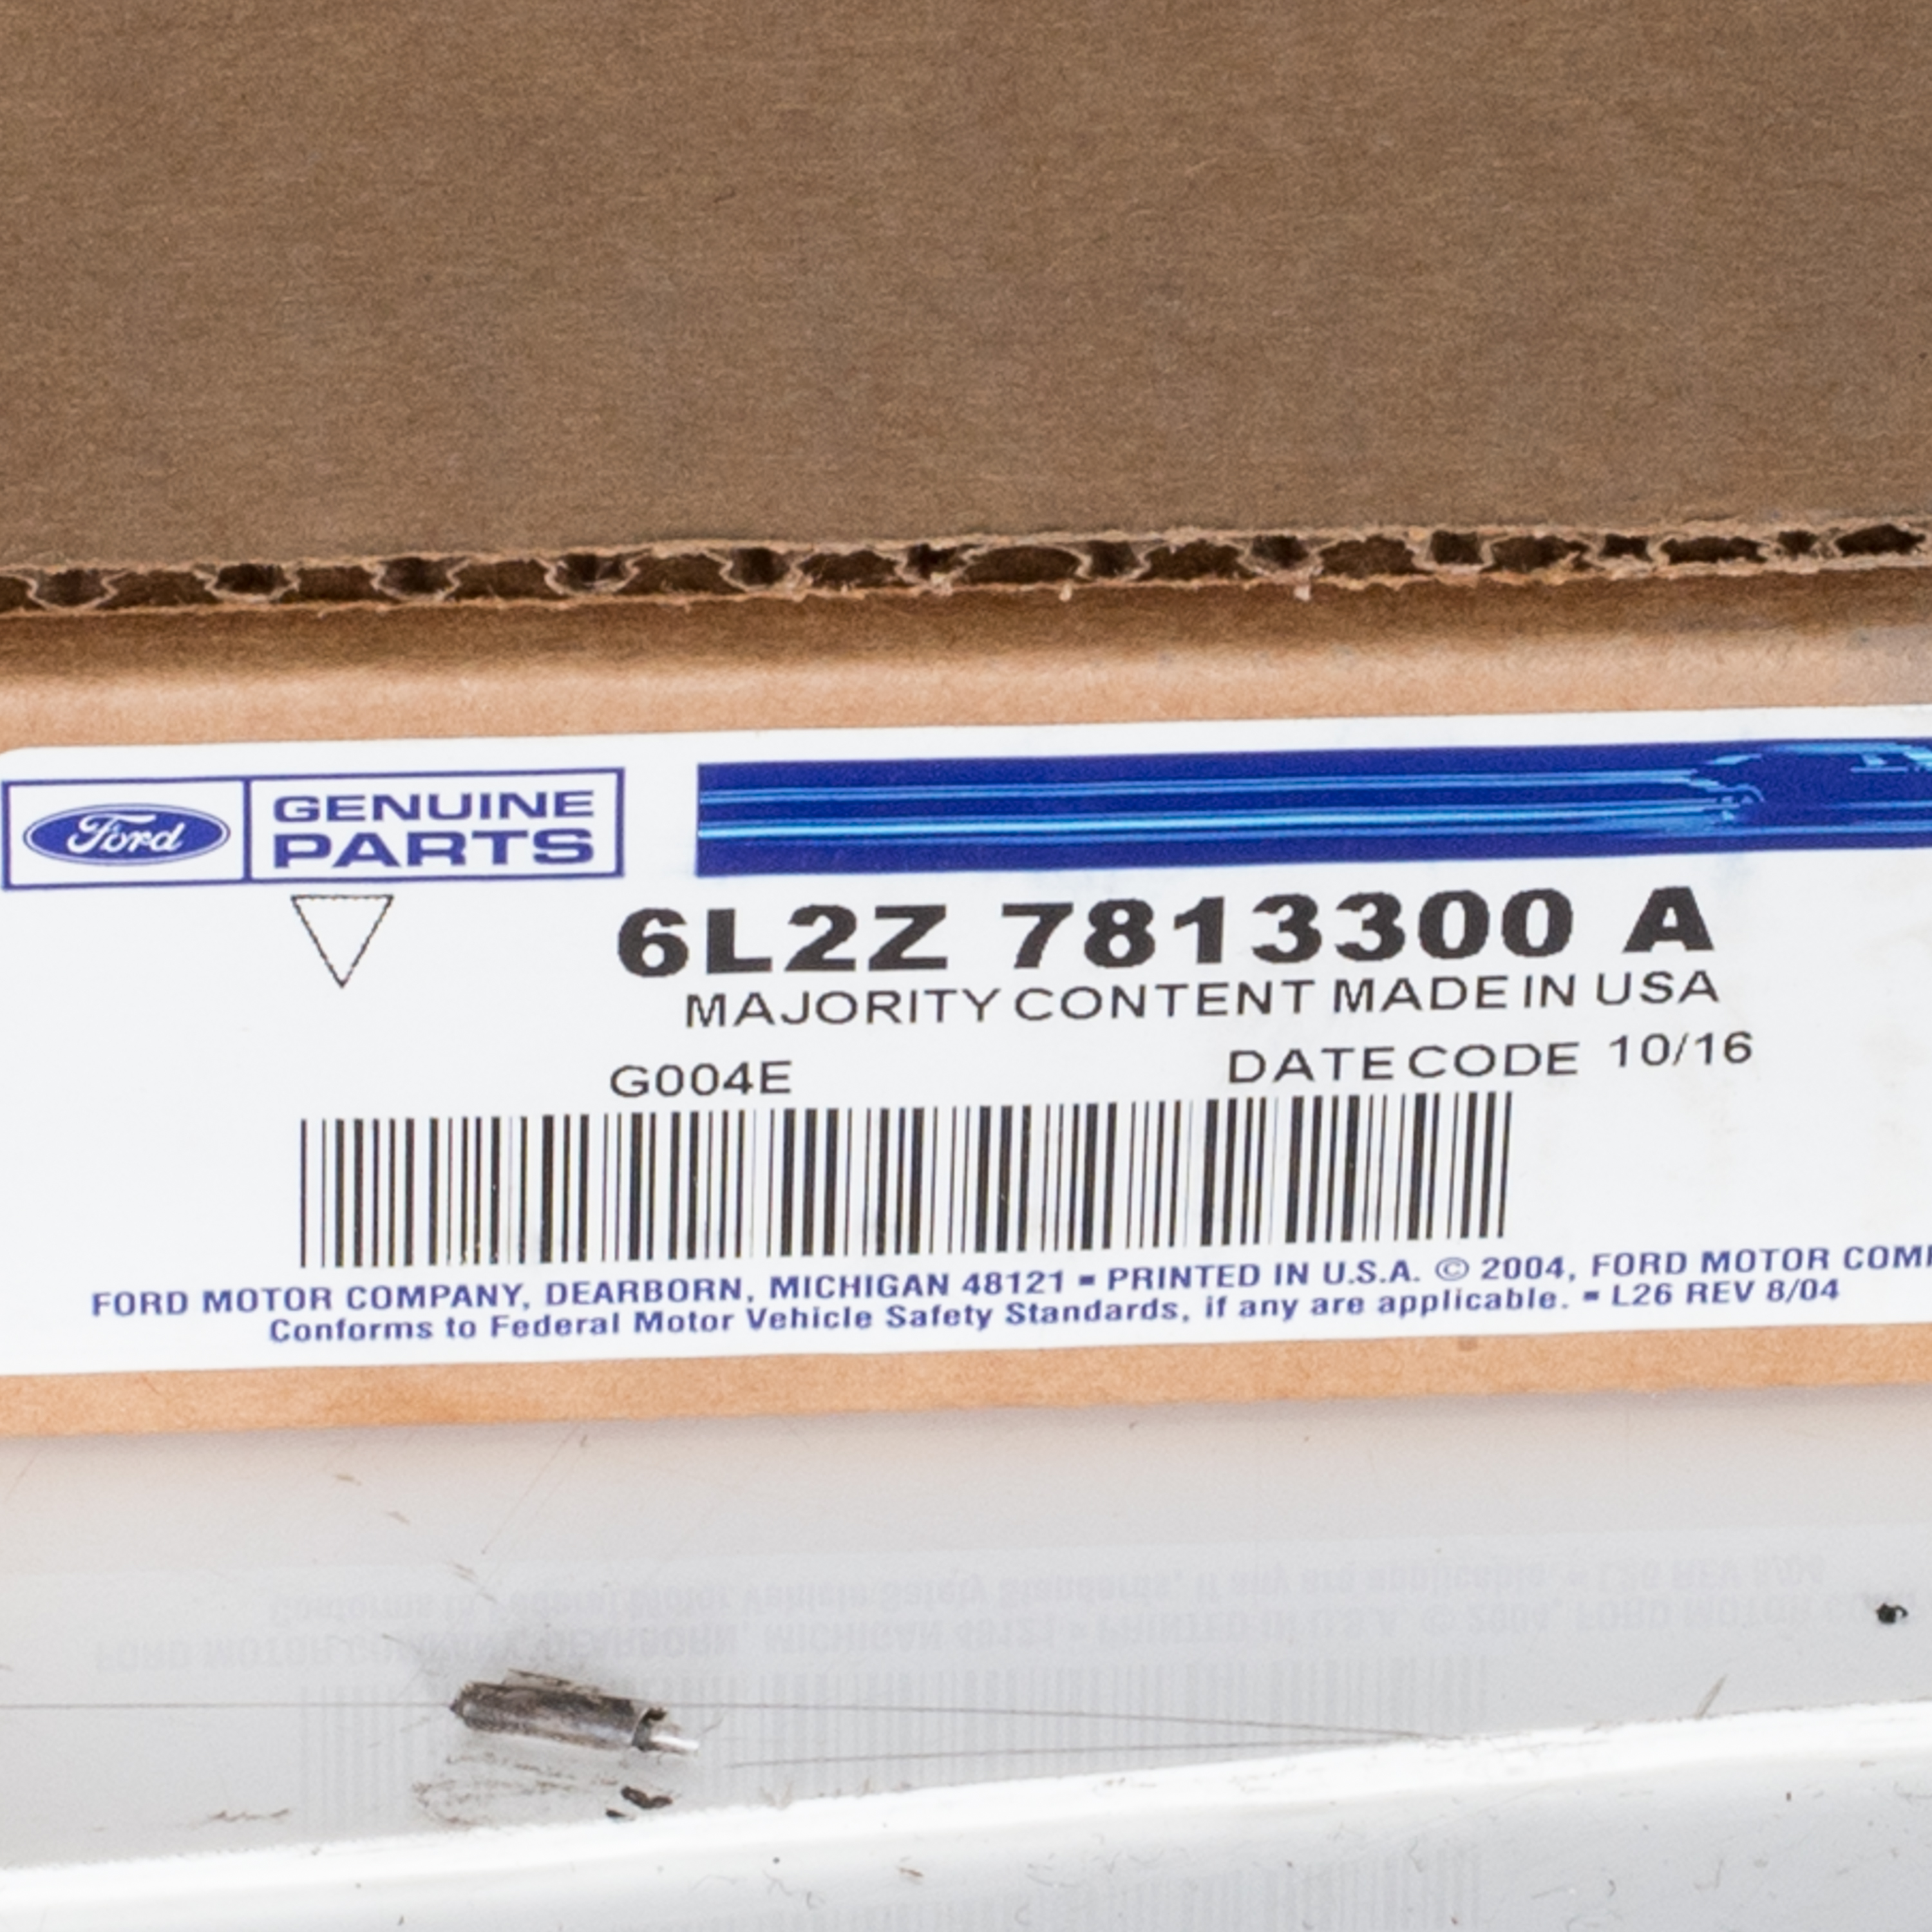 Ford GENUINE
PARTS
6L2Z 7813300 A
MAJORITY CONTENT MADE IN USA
G004E DATE CODE 10/16
FORD MOTOR COMPANY, DEARBORN, MICHIGAN 48121 ▪ PRINTED IN U.S.A. © 2004, FORD MOTOR COM
Conforms to Federal Motor Vehicle Safety Standards, if any are applicable. ▪ L26 REV 8/04